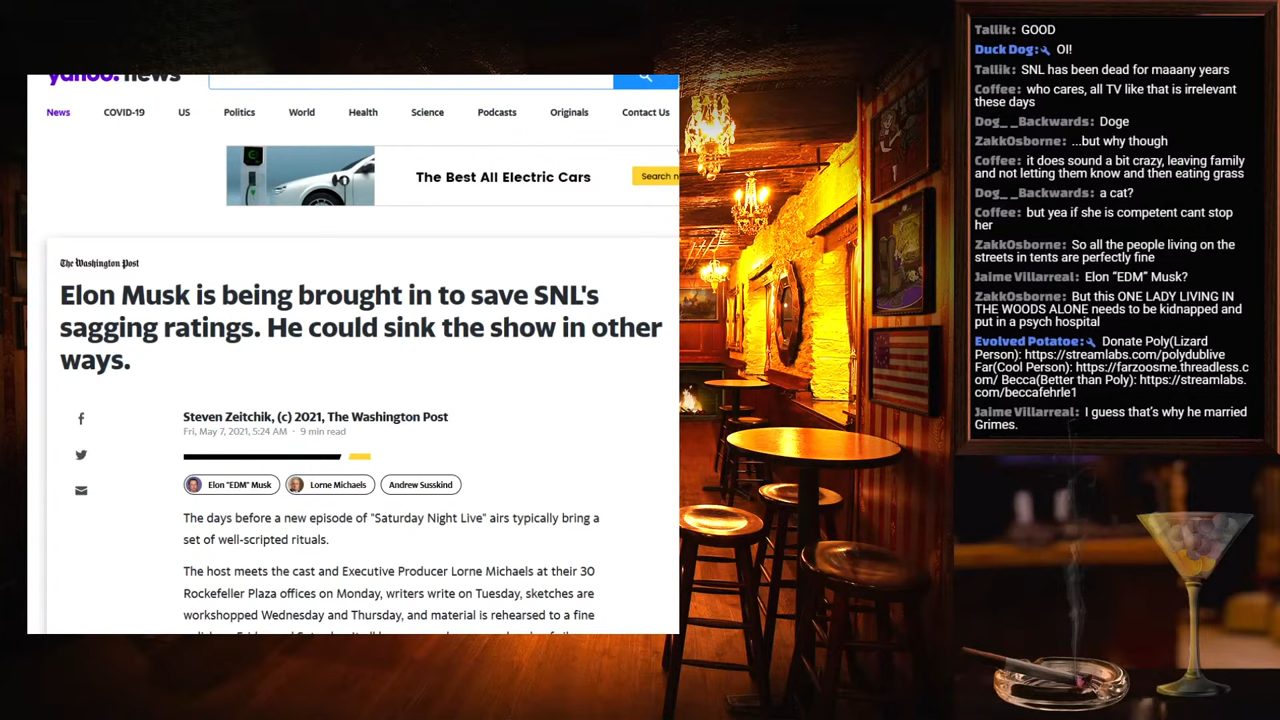 yahoo! news
News COVID-19 US Politics World Health Science Podcasts Originals Contact Us
The Best All Electric Cars
Search n
The Washington Post
Elon Musk is being brought in to save SNL's
sagging ratings. He could sink the show in other
ways.
Steven Zeitchik, (c) 2021, The Washington Post
Fri, May 7, 2021, 5:24 AM · 9 min read
Elon "EDM" Musk Lorne Michaels Andrew Susskind
The days before a new episode of "Saturday Night Live" airs typically bring a
set of well-scripted rituals.
The host meets the cast and Executive Producer Lorne Michaels at their 30
Rockefeller Plaza offices on Monday, writers write on Tuesday, sketches are
workshopped Wednesday and Thursday, and material is rehearsed to a fine
Tallik: GOOD
Duck Dog: OI!
Tallik: SNL has been dead for maaany years
Coffee: who cares, all TV like that is irrelevant
these days
Dog_ _Backwards: Doge
ZakkOsborne: ...but why though
Coffee: it does sound a bit crazy, leaving family
and not letting them know and then eating grass
Dog_ _Backwards: a cat?
Coffee: but yea if she is competent cant stop
her
ZakkOsborne: So all the people living on the
streets in tents are perfectly fine
Jaime Villarreal: Elon “EDM” Musk?
ZakkOsborne: But this ONE LADY LIVING IN
THE WOODS ALONE needs to be kidnapped and
put in a psych hospital
Evolved Potatoe: Donate Poly(Lizard
Person): https://streamlabs.com/polydublive
Far(Cool Person): https://farzoosme.threadless.c
om/ Becca(Better than Poly): https://streamlabs.
com/beccafehrle1
Jaime Villarreal: I guess that's why he married
Grimes.